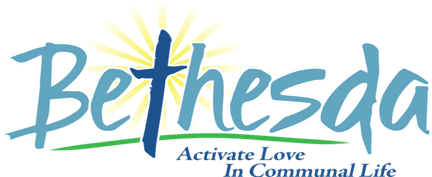 Bethesda
Activate Love
In Communal Life